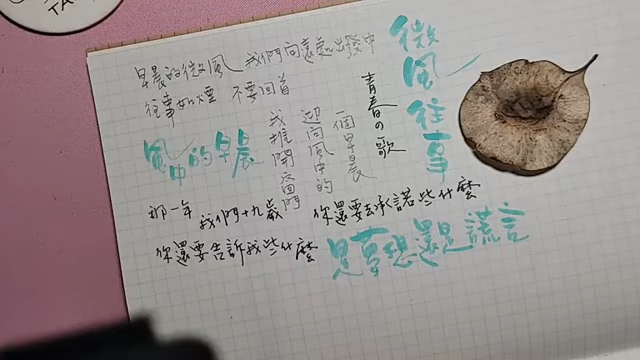 早晨的微風 我們向遠處出發中
往事如煙 不要回首
微風往事
青春の歌
一個早晨
迎向風中的
我推開窗門
風中的早晨
那一年 我們十九歲 你還要去承諾些什麼
你還要告訴我些什麼
是夢想還是謊言
TA